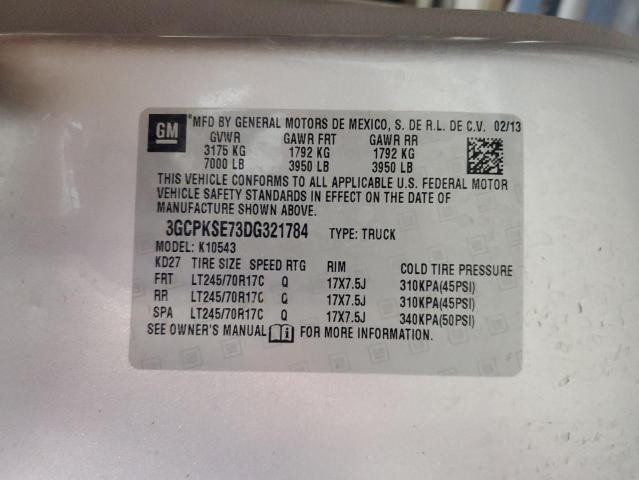 *MFD BY GENERAL MOTORS DE MEXICO, S. DE R.L. DE C.V. 02/13
GM
GVWR GAWR FRT GAWR RR
3175 KG 1792 KG 1792 KG
7000 LB 3950 LB 3950 LB
THIS VEHICLE CONFORMS TO ALL APPLICABLE U.S. FEDERAL MOTOR
VEHICLE SAFETY STANDARDS IN EFFECT ON THE DATE OF
MANUFACTURE SHOWN ABOVE.
3GCPKSE73DG321784 TYPE: TRUCK
MODEL: K10543
KD27 TIRE SIZE SPEED RTG RIM COLD TIRE PRESSURE
FRT LT245/70R17C Q 17X7.5J 310KPA(45PSI)
RR LT245/70R17C Q 17X7.5J 310KPA(45PSI)
SPA LT245/70R17C Q 17X7.5J 340KPA(50PSI)
SEE OWNER'S MANUAL FOR MORE INFORMATION.